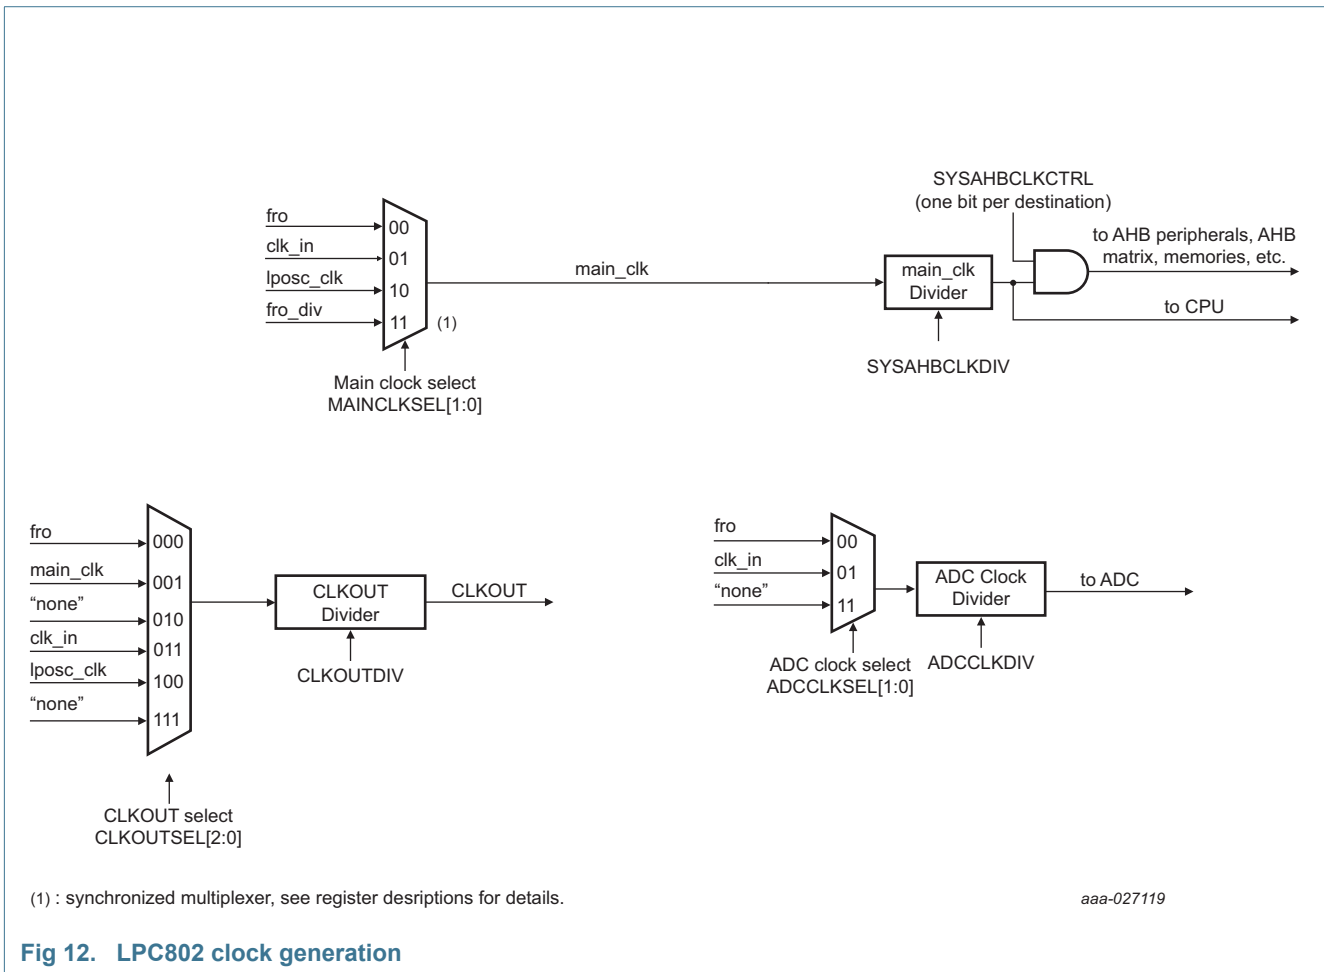 fro
clk_in
lposc_clk
fro_div
00
01
10
11
(1)
Main clock select
MAINCLKSEL[1:0]
main_clk
main_clk
Divider
SYSAHBCLKDIV
SYSAHBCLKCTRL
(one bit per destination)
to AHB peripherals, AHB
matrix, memories, etc.
to CPU
fro
main_clk
“none”
clk_in
lposc_clk
“none”
000
001
010
011
100
111
CLKOUT select
CLKOUTSEL[2:0]
CLKOUT
Divider
CLKOUTDIV
CLKOUT
fro
clk_in
“none”
00
01
11
ADC clock select
ADCCLKSEL[1:0]
ADC Clock
Divider
ADCCLKDIV
to ADC
(1) : synchronized multiplexer, see register desriptions for details.
aaa-027119
Fig 12. LPC802 clock generation